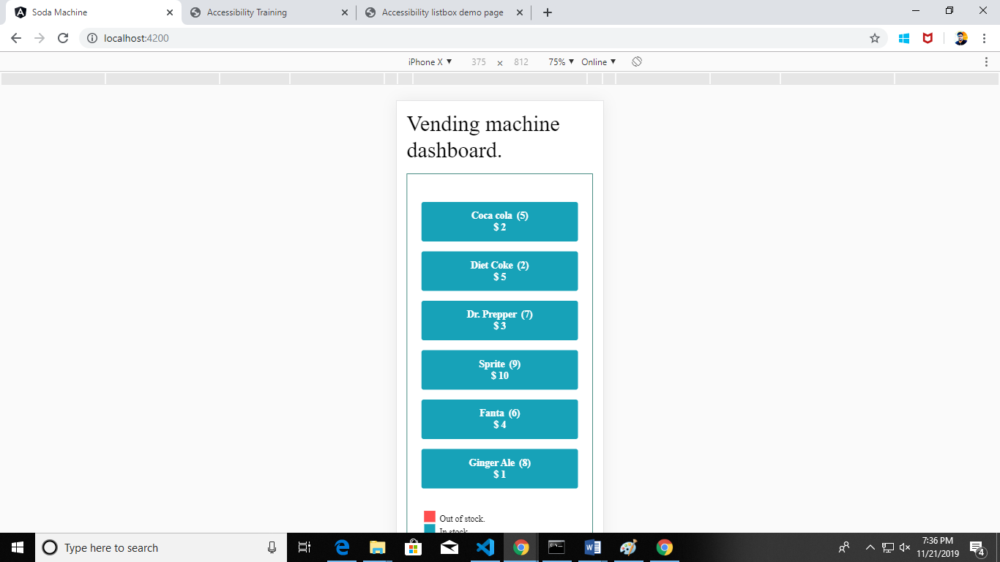 Soda Machine
Accessibility Training
Accessibility listbox demo page
localhost:4200
iPhone X ▼ 375 × 812 75% ▼ Online ▼
Vending machine
dashboard.
Coca cola (5)
$ 2
Diet Coke (2)
$ 5
Dr. Prepper (7)
$ 3
Sprite (9)
$ 10
Fanta (6)
$ 4
Ginger Ale (8)
$ 1
Out of stock.
In stock
Type here to search
7:36 PM
11/21/2019
4